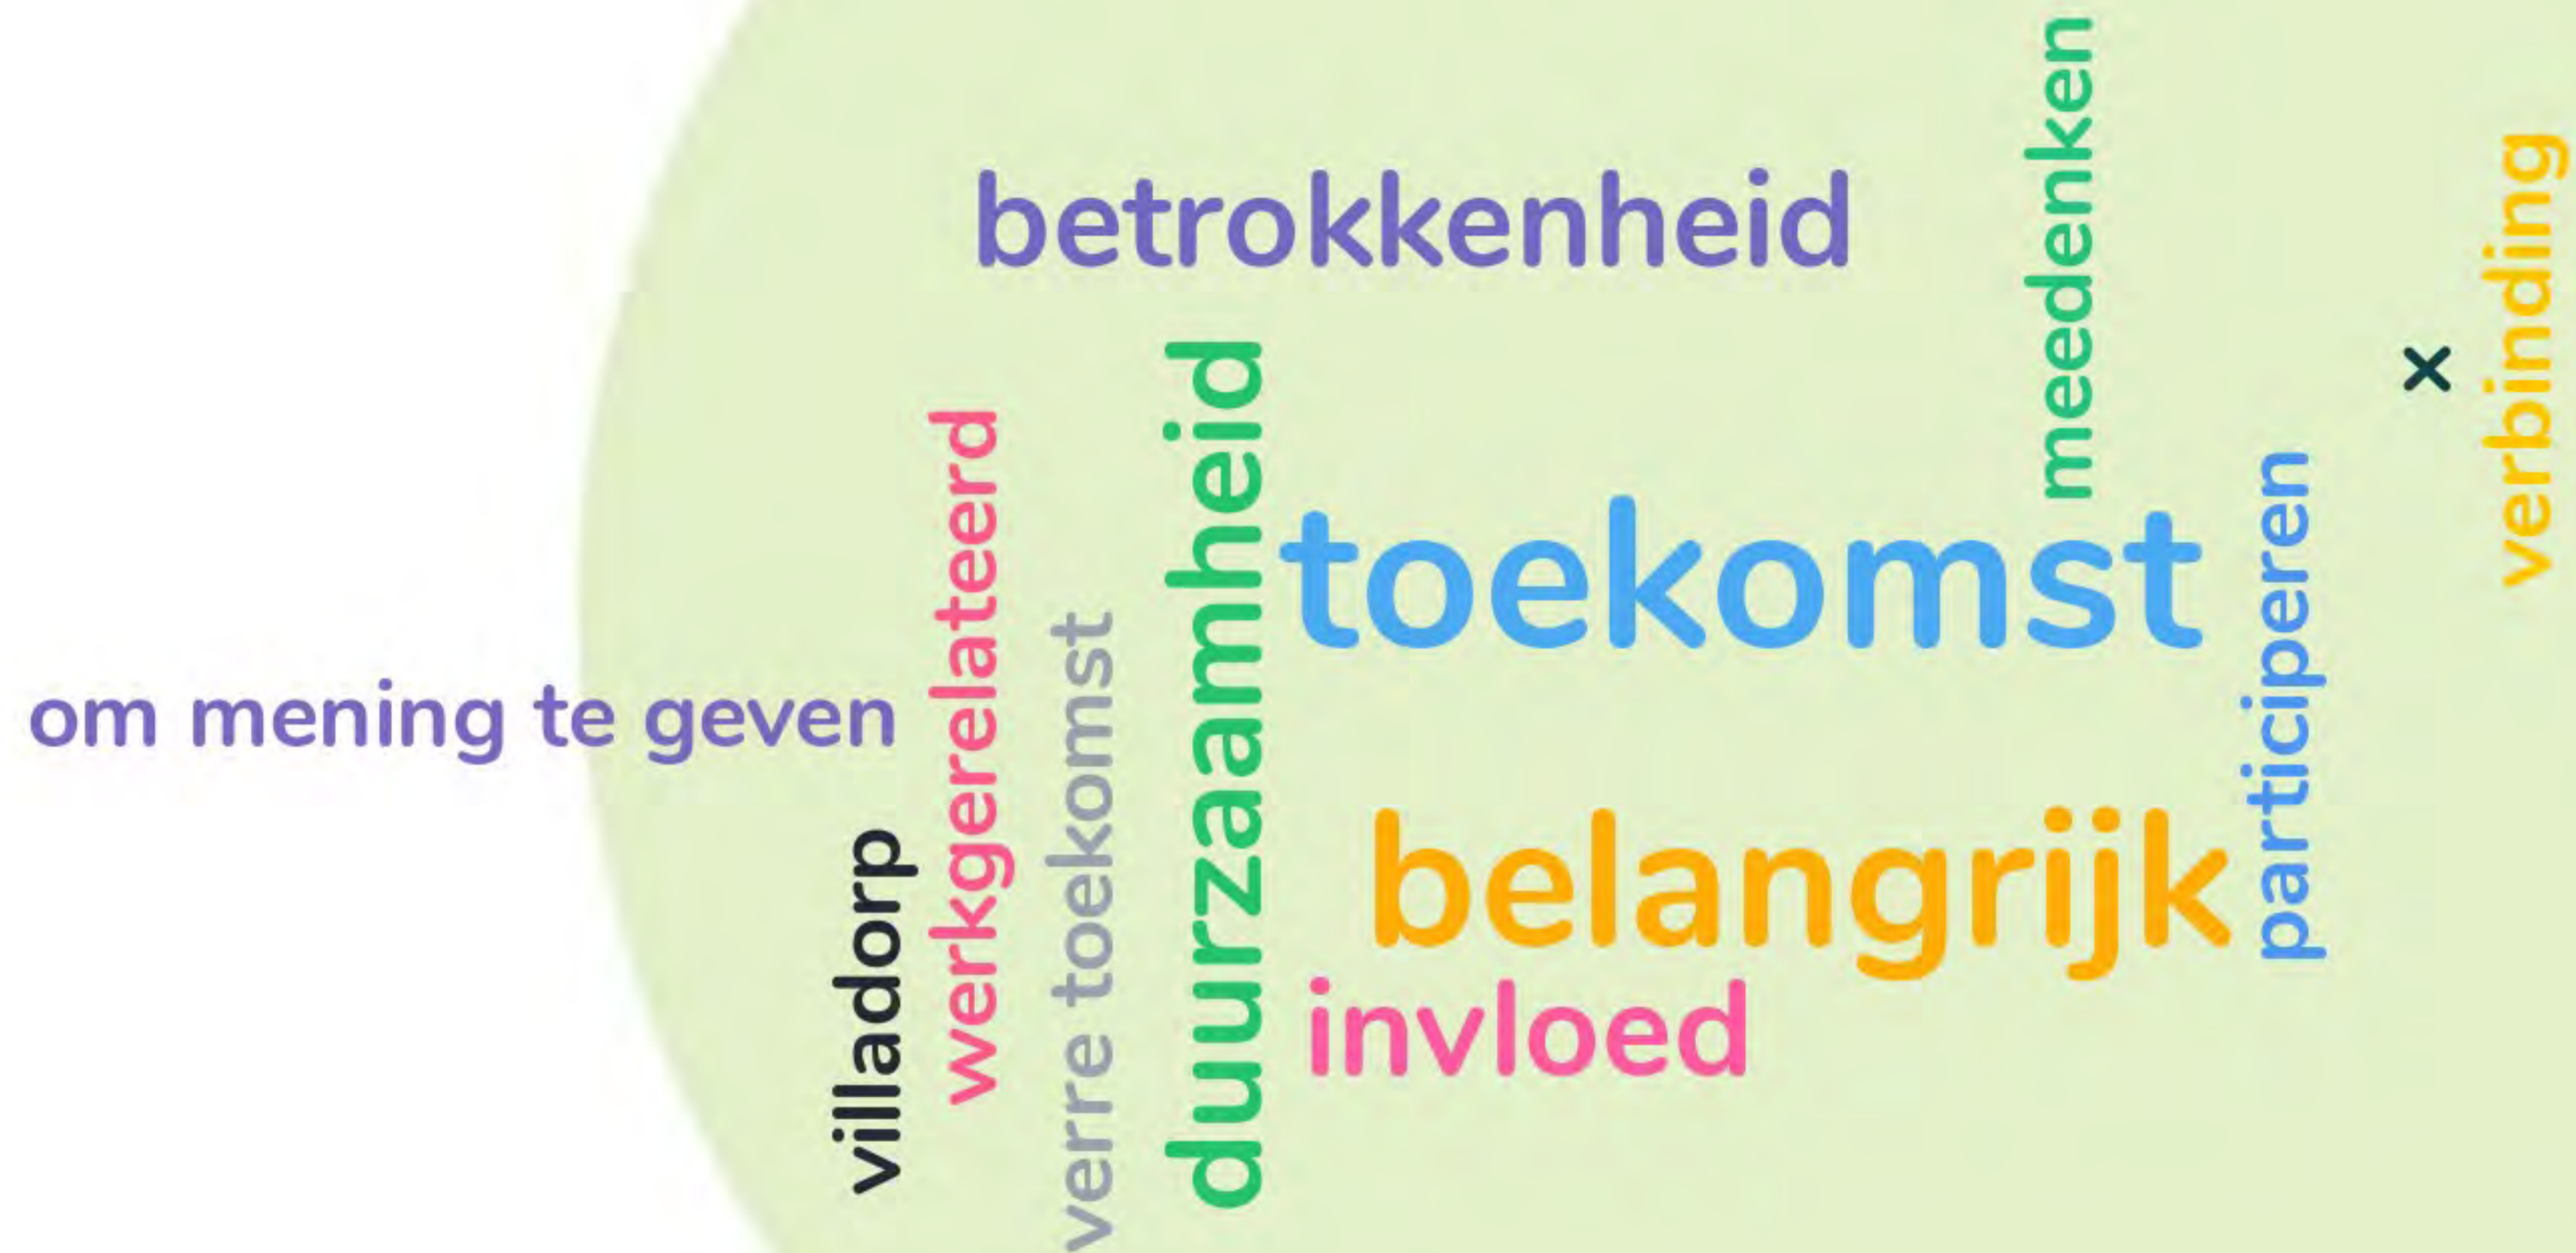 betrokkenheid
meedenken
verbinding
x
duurzaamheid
werkgerelateerd
toekomst
participeren
verre toekomst
om mening te geven
villadorp
belangrijk
invloed